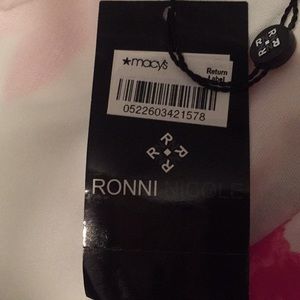 ★macy's
Return
Label
0522603421578
R
R R
R
RONNI NICOLE